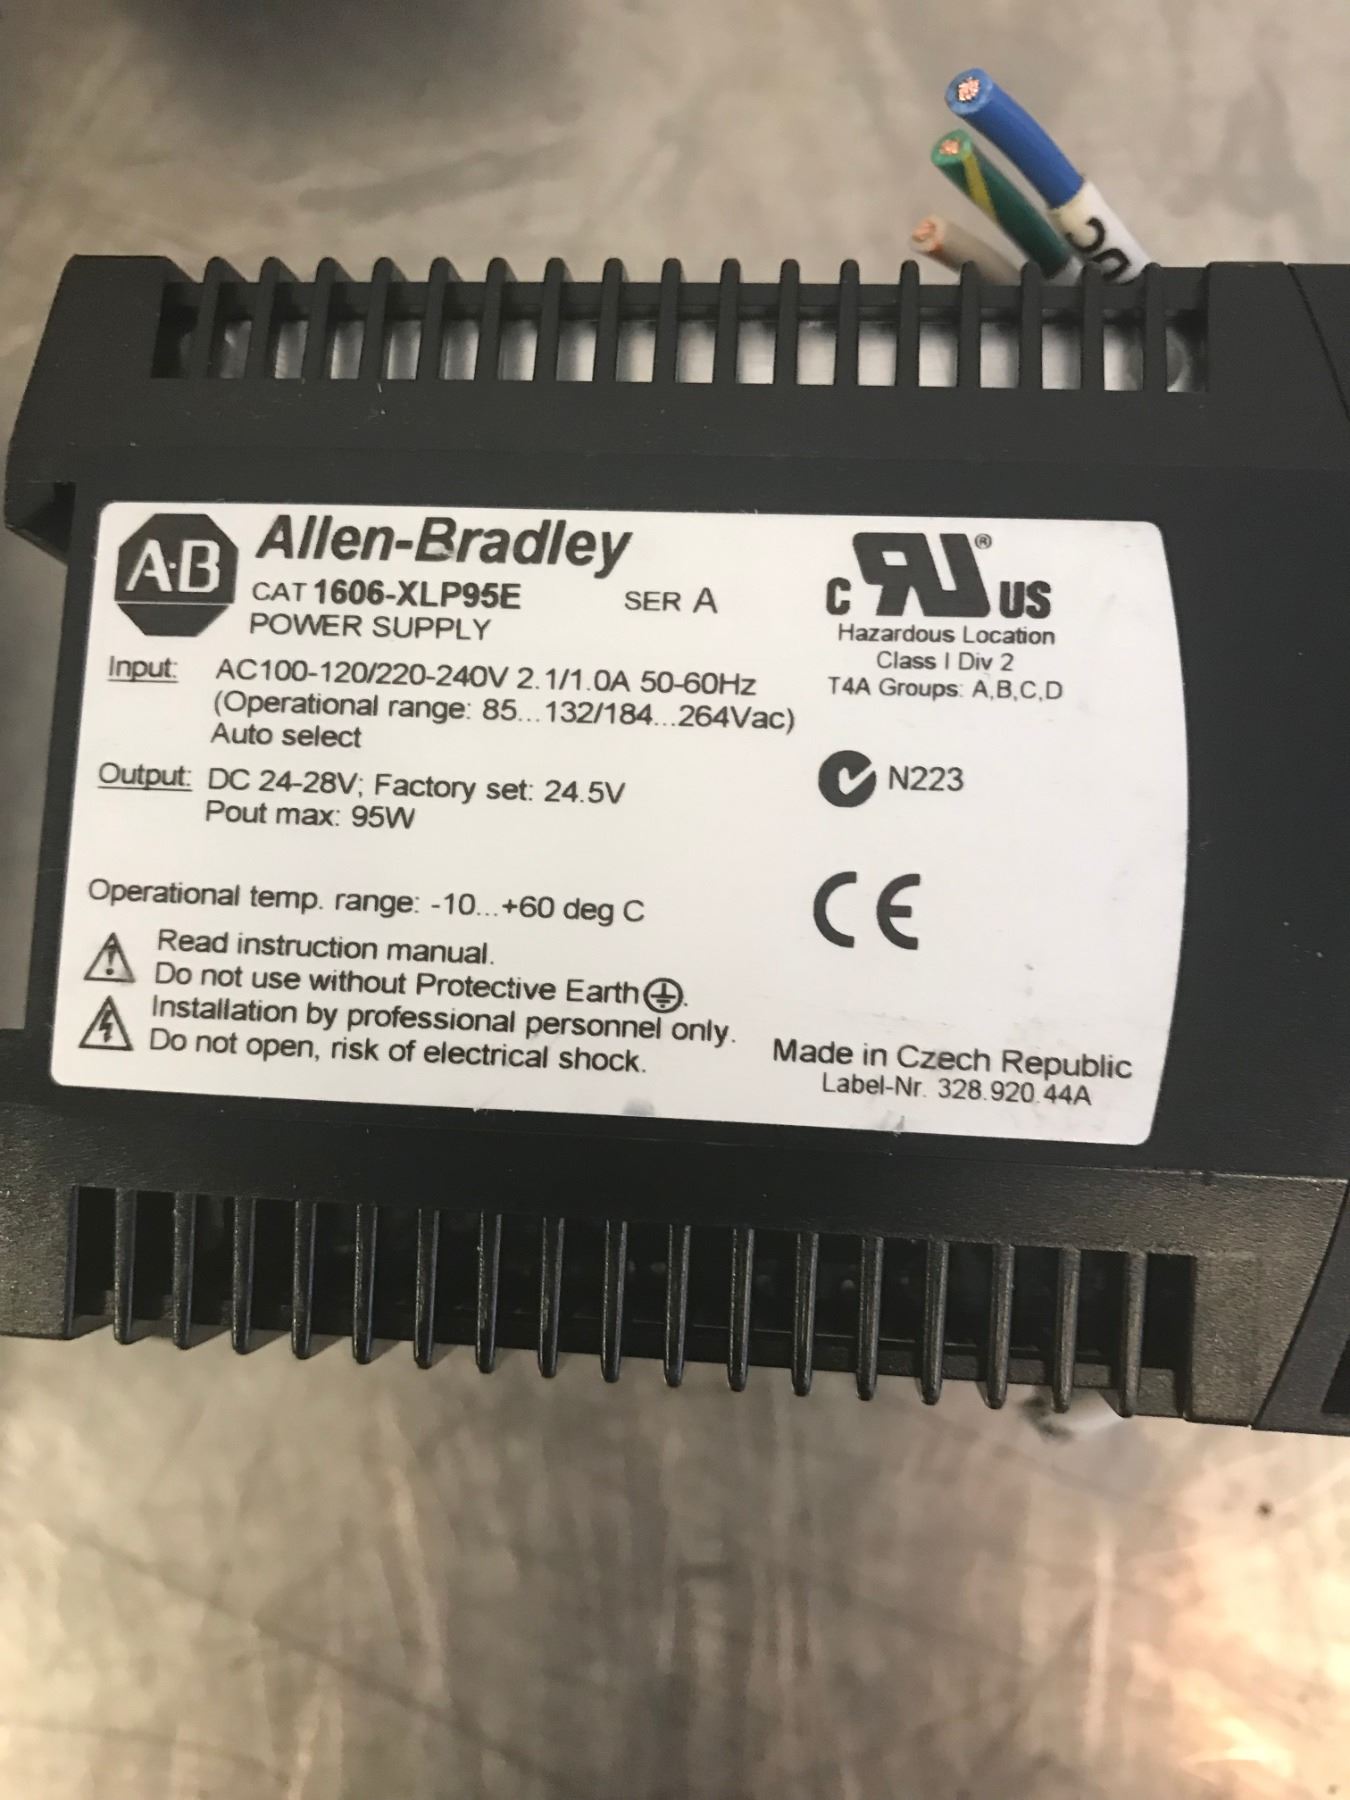 A·B
Allen-Bradley
CAT 1606-XLP95E SER A
POWER SUPPLY
Input: AC100-120/220-240V 2.1/1.0A 50-60Hz
(Operational range: 85...132/184...264Vac)
Auto select
Output: DC 24-28V; Factory set: 24.5V
Pout max: 95W
Operational temp. range: -10...+60 deg C
Read instruction manual.
Do not use without Protective Earth
Installation by professional personnel only.
Do not open, risk of electrical shock.
C RU ® US
Hazardous Location
Class I Div 2
T4A Groups: A,B,C,D
N223
CE
Made in Czech Republic
Label-Nr. 328.920.44A